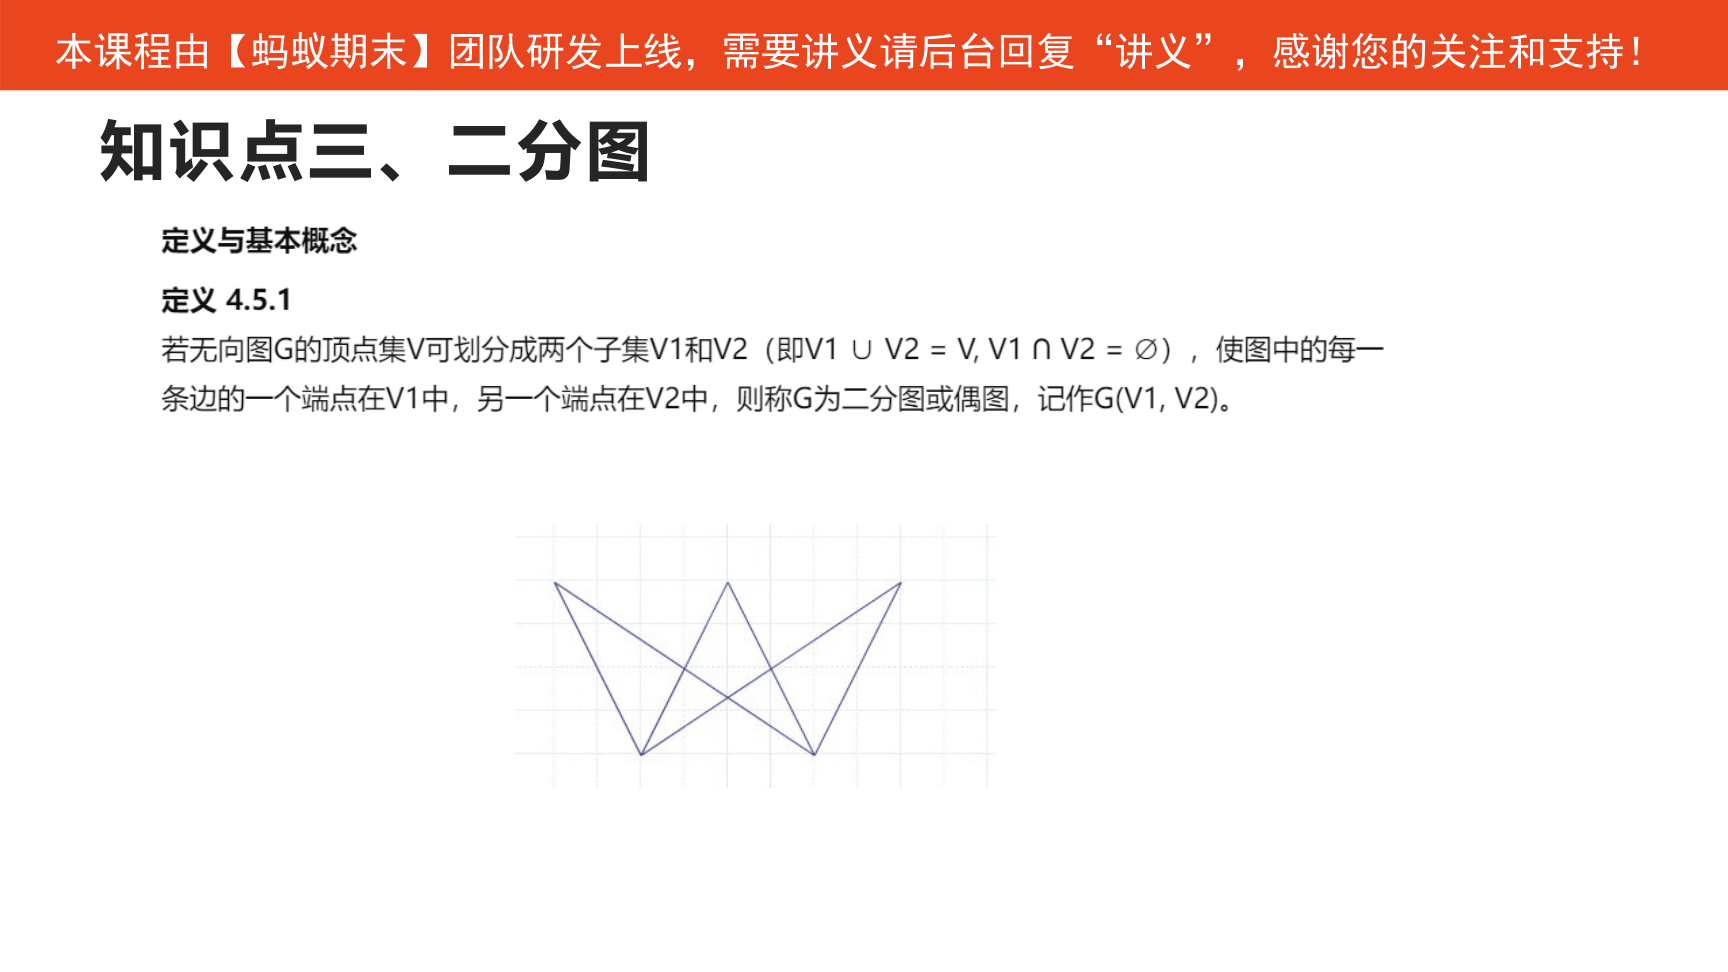 本课程由【蚂蚁期末】团队研发上线，需要讲义请后台回复“讲义”，感谢您的关注和支持！
知识点三、二分图
定义与基本概念
定义 4.5.1
若无向图G的顶点集V可划分成两个子集V1和V2（即V1 ∪ V2 = V, V1 ∩ V2 = ∅），使图中的每一
条边的一个端点在V1中，另一个端点在V2中，则称G为二分图或偶图，记作G(V1, V2)。